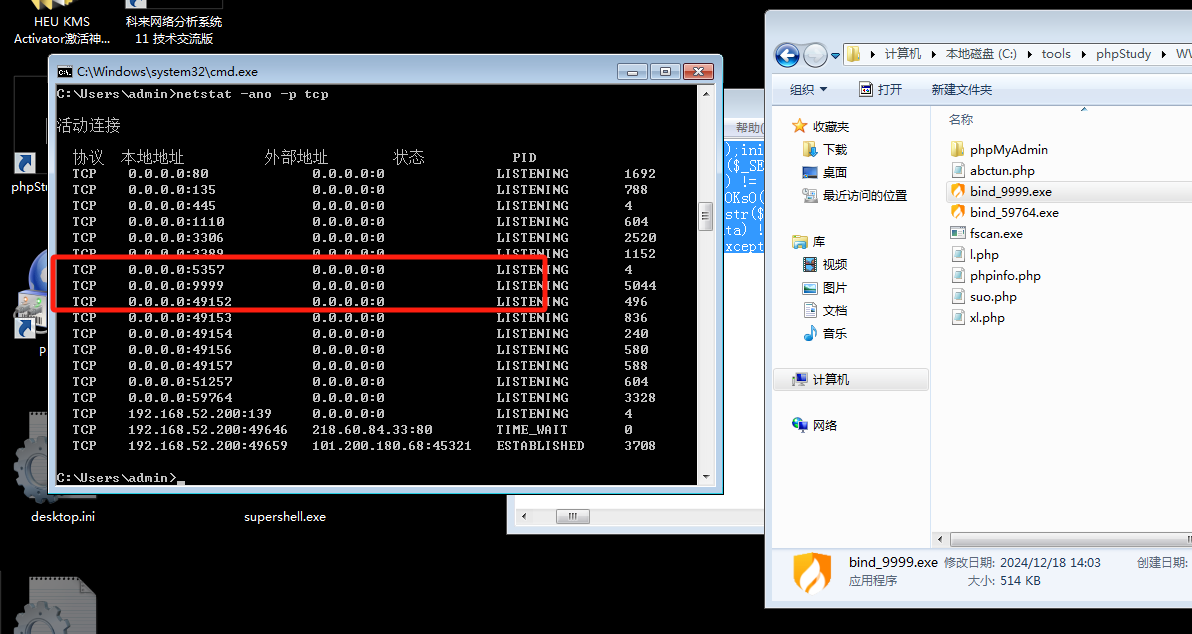 HEU KMS
Activator激活神...
科来网络分析系统
11 技术交流版
phpStu
P
desktop.ini
supershell.exe
C:\Windows\system32\cmd.exe
C:\Users\admin>netstat -ano -p tcp
活动连接
协议 本地地址 外部地址 状态 PID
TCP 0.0.0.0:80 0.0.0.0:0 LISTENING 1692
TCP 0.0.0.0:135 0.0.0.0:0 LISTENING 788
TCP 0.0.0.0:445 0.0.0.0:0 LISTENING 4
TCP 0.0.0.0:1110 0.0.0.0:0 LISTENING 604
TCP 0.0.0.0:3306 0.0.0.0:0 LISTENING 2520
TCP 0.0.0.0:3389 0.0.0.0:0 LISTENING 1152
TCP 0.0.0.0:5357 0.0.0.0:0 LISTENING 4
TCP 0.0.0.0:9999 0.0.0.0:0 LISTENING 5044
TCP 0.0.0.0:49152 0.0.0.0:0 LISTENING 496
TCP 0.0.0.0:49153 0.0.0.0:0 LISTENING 836
TCP 0.0.0.0:49154 0.0.0.0:0 LISTENING 240
TCP 0.0.0.0:49156 0.0.0.0:0 LISTENING 580
TCP 0.0.0.0:49157 0.0.0.0:0 LISTENING 588
TCP 0.0.0.0:51257 0.0.0.0:0 LISTENING 604
TCP 0.0.0.0:59764 0.0.0.0:0 LISTENING 3328
TCP 192.168.52.200:139 0.0.0.0:0 LISTENING 4
TCP 192.168.52.200:49646 218.60.84.33:80 TIME_WAIT 0
TCP 192.168.52.200:49659 101.200.180.68:45321 ESTABLISHED 3708
C:\Users\admin>_
帮助(
);ini
($_SE
) !=
OKsO(
str($
ta) !
xcept
计算机 本地磁盘 (C:) tools phpStudy WW
组织 打开 新建文件夹
收藏夹
下载
桌面
最近访问的位置
库
视频
图片
文档
音乐
计算机
网络
名称
phpMyAdmin
abctun.php
bind_9999.exe
bind_59764.exe
fscan.exe
l.php
phpinfo.php
suo.php
xl.php
bind_9999.exe 修改日期: 2024/12/18 14:03 创建日期:
应用程序 大小: 514 KB